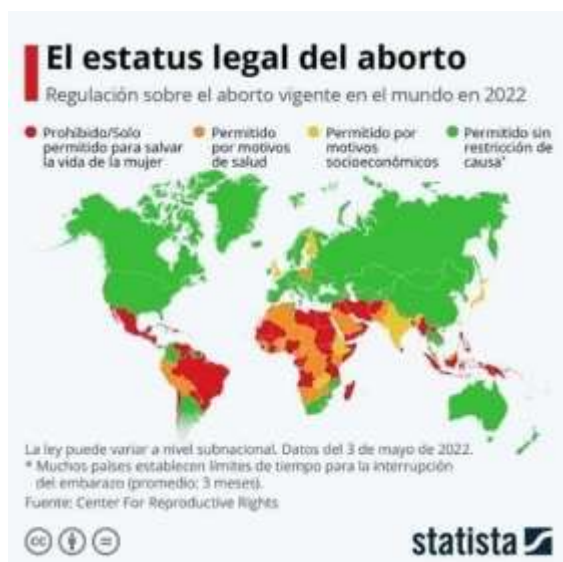 El estatus legal del aborto
Regulación sobre el aborto vigente en el mundo en 2022
Prohibido/Solo permitido para salvar la vida de la mujer
Permitido por motivos de salud
Permitido por motivos socioeconómicos
Permitido sin restricción de causa*
La ley puede variar a nivel subnacional. Datos del 3 de mayo de 2022.
* Muchos países establecen límites de tiempo para la interrupción
del embarazo (promedio: 3 meses).
Fuente: Center For Reproductive Rights
cc
statista